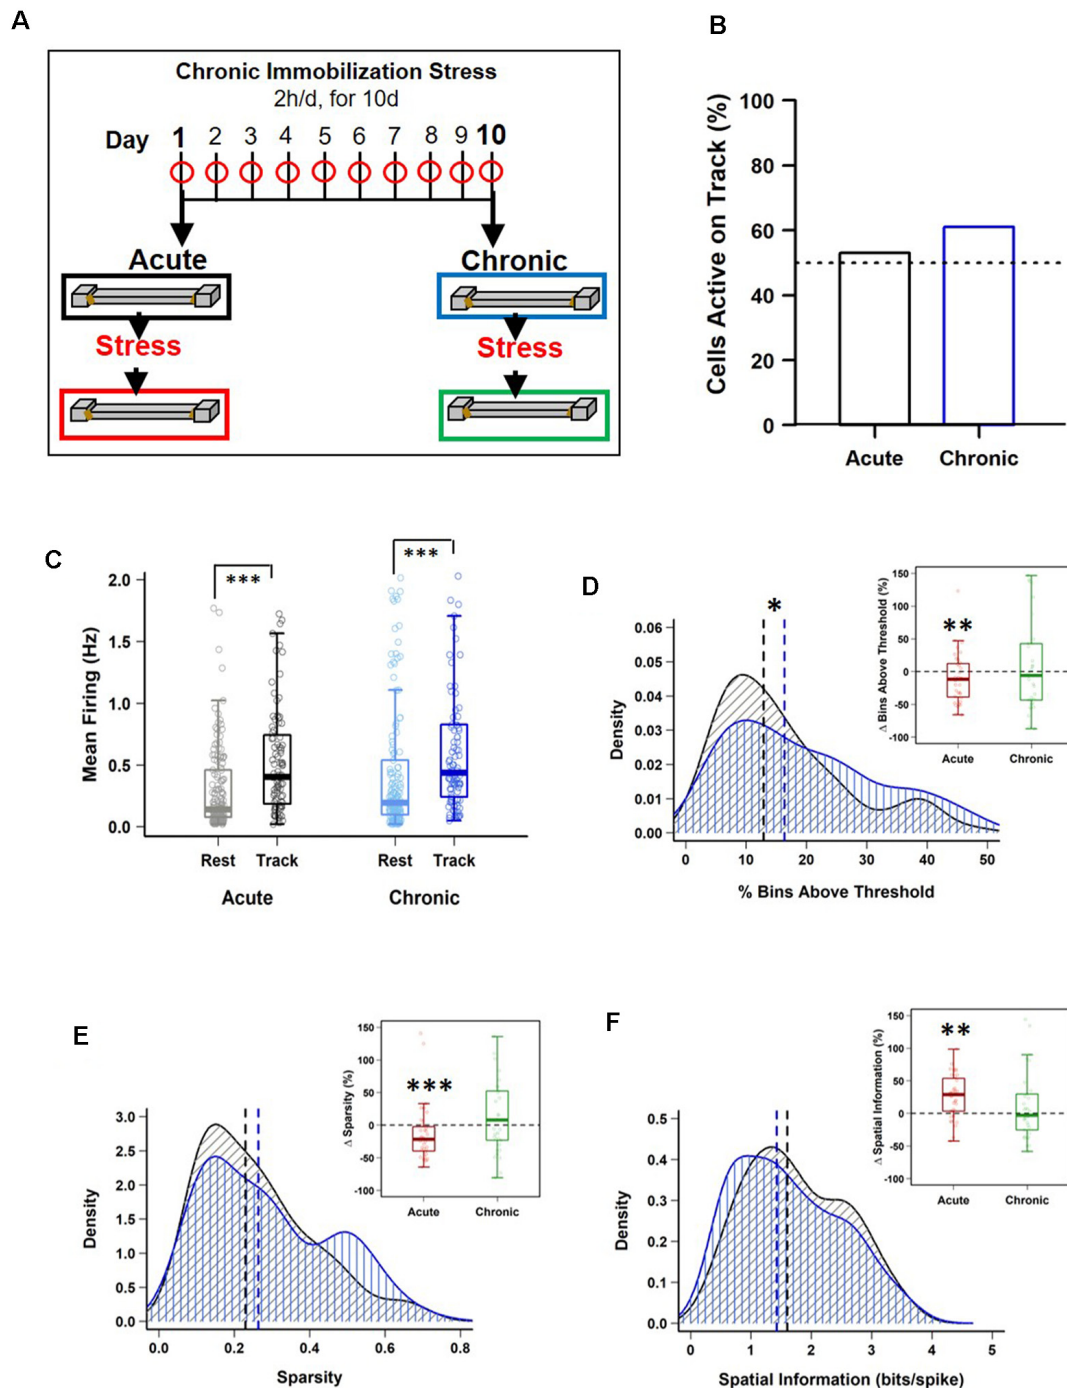 A
Chronic Immobilization Stress
2h/d, for 10d
Day 1 2 3 4 5 6 7 8 9 10
Acute
Chronic
Stress
Stress
B
Cells Active on Track (%)
100
80
60
40
20
0
Acute Chronic
C
Mean Firing (Hz)
2.0
1.5
1.0
0.5
0.0
***
***
Rest Track Rest Track
Acute Chronic
D
Density
0.06
0.05
0.04
0.03
0.02
0.01
0.00
*
0 10 20 30 40 50
% Bins Above Threshold
Δ Bins Above Threshold (%)
150
100
50
0
-50
-100
**
Acute Chronic
E
Density
3.0
2.5
2.0
1.5
1.0
0.5
0.0
0.0 0.2 0.4 0.6 0.8
Sparsity
Δ Sparsity (%)
150
100
50
0
-50
-100
***
Acute Chronic
F
Density
0.5
0.4
0.3
0.2
0.1
0.0
0 1 2 3 4 5
Spatial Information (bits/spike)
Δ Spatial Information (%)
150
100
50
0
-50
-100
**
Acute Chronic